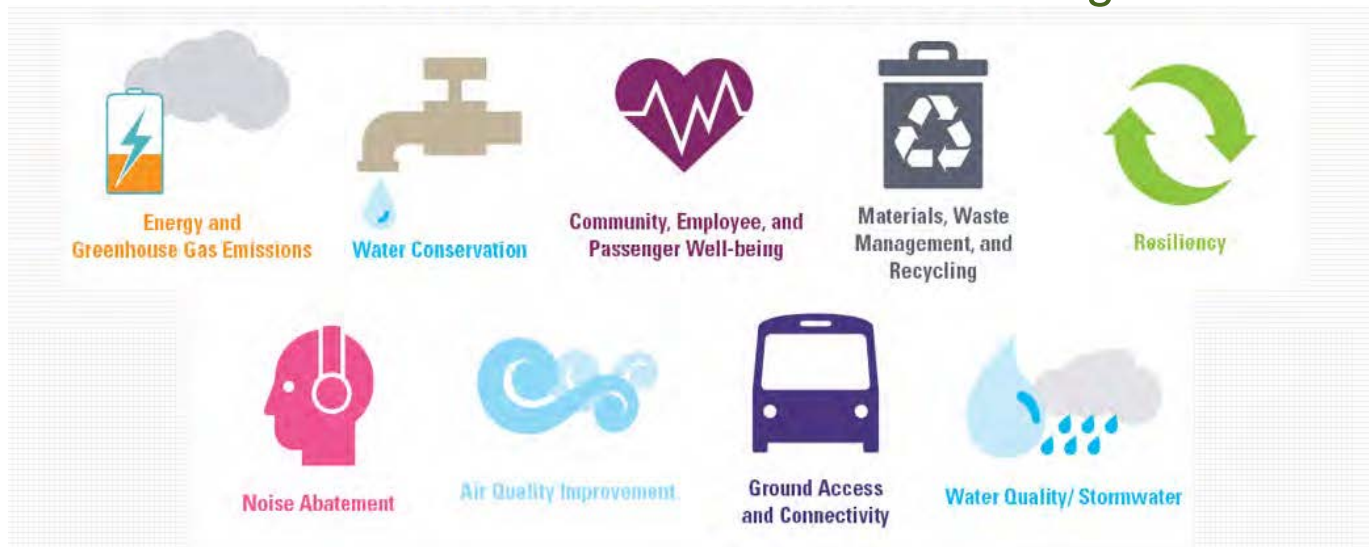 Energy and
Greenhouse Gas Emissions
Water Conservation
Community, Employee, and
Passenger Well-being
Materials, Waste
Management, and
Recycling
Resiliency
Noise Abatement
Air Quality Improvement
Ground Access
and Connectivity
Water Quality/ Stormwater